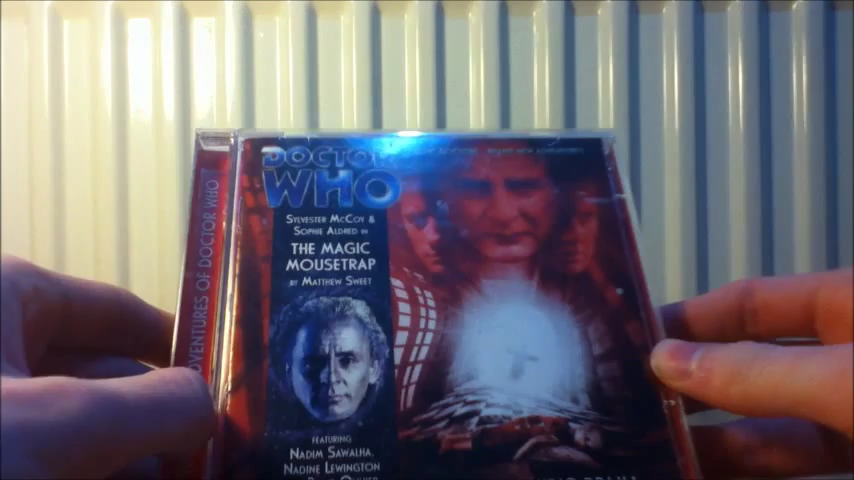 DOCTOR
WHO
SYLVESTER MCCOY &
SOPHIE ALDRED IN
THE MAGIC
MOUSETRAP
BY MATTHEW SWEET
FEATURING
NADIM SAWALHA,
NADINE LEWINGTON
VENTURES OF DOCTOR WHO